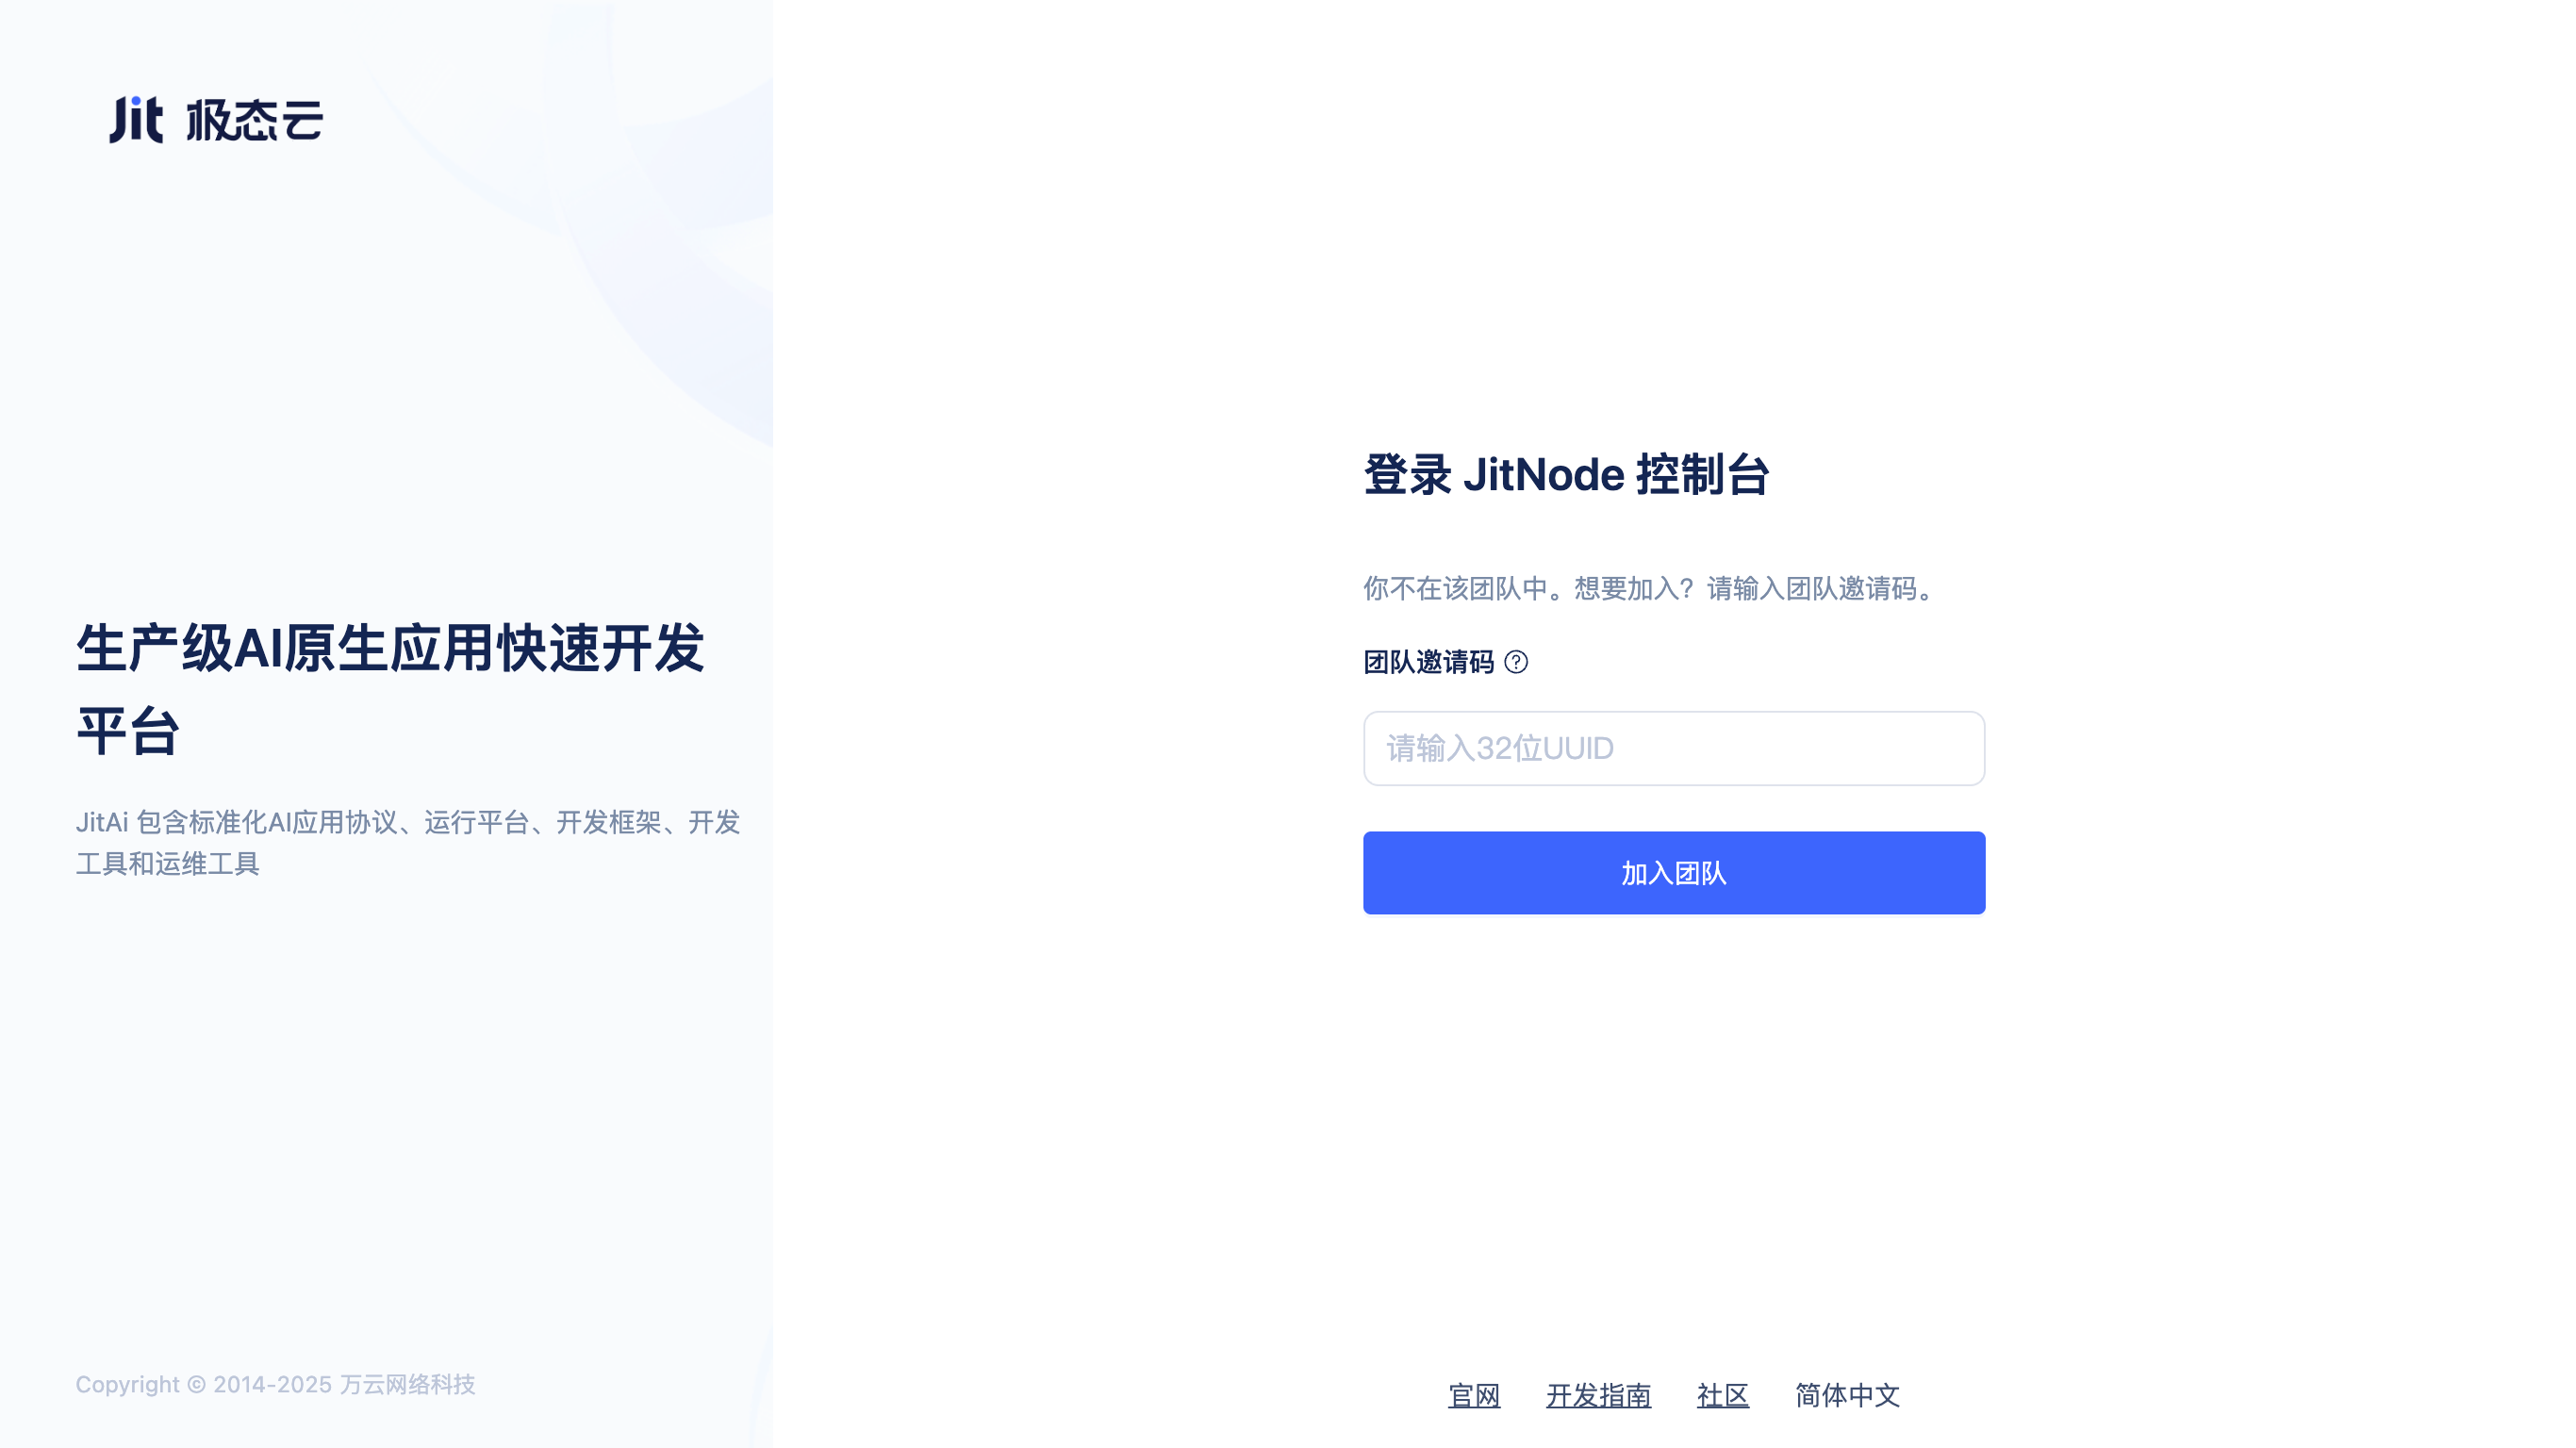 Jit 极态云
生产级AI原生应用快速开发
平台
JitAi 包含标准化AI应用协议、运行平台、开发框架、开发
工具和运维工具
Copyright © 2014-2025 万云网络科技
登录 JitNode 控制台
你不在该团队中。想要加入？请输入团队邀请码。
团队邀请码 ?
请输入32位UUID
加入团队
官网 开发指南 社区 简体中文